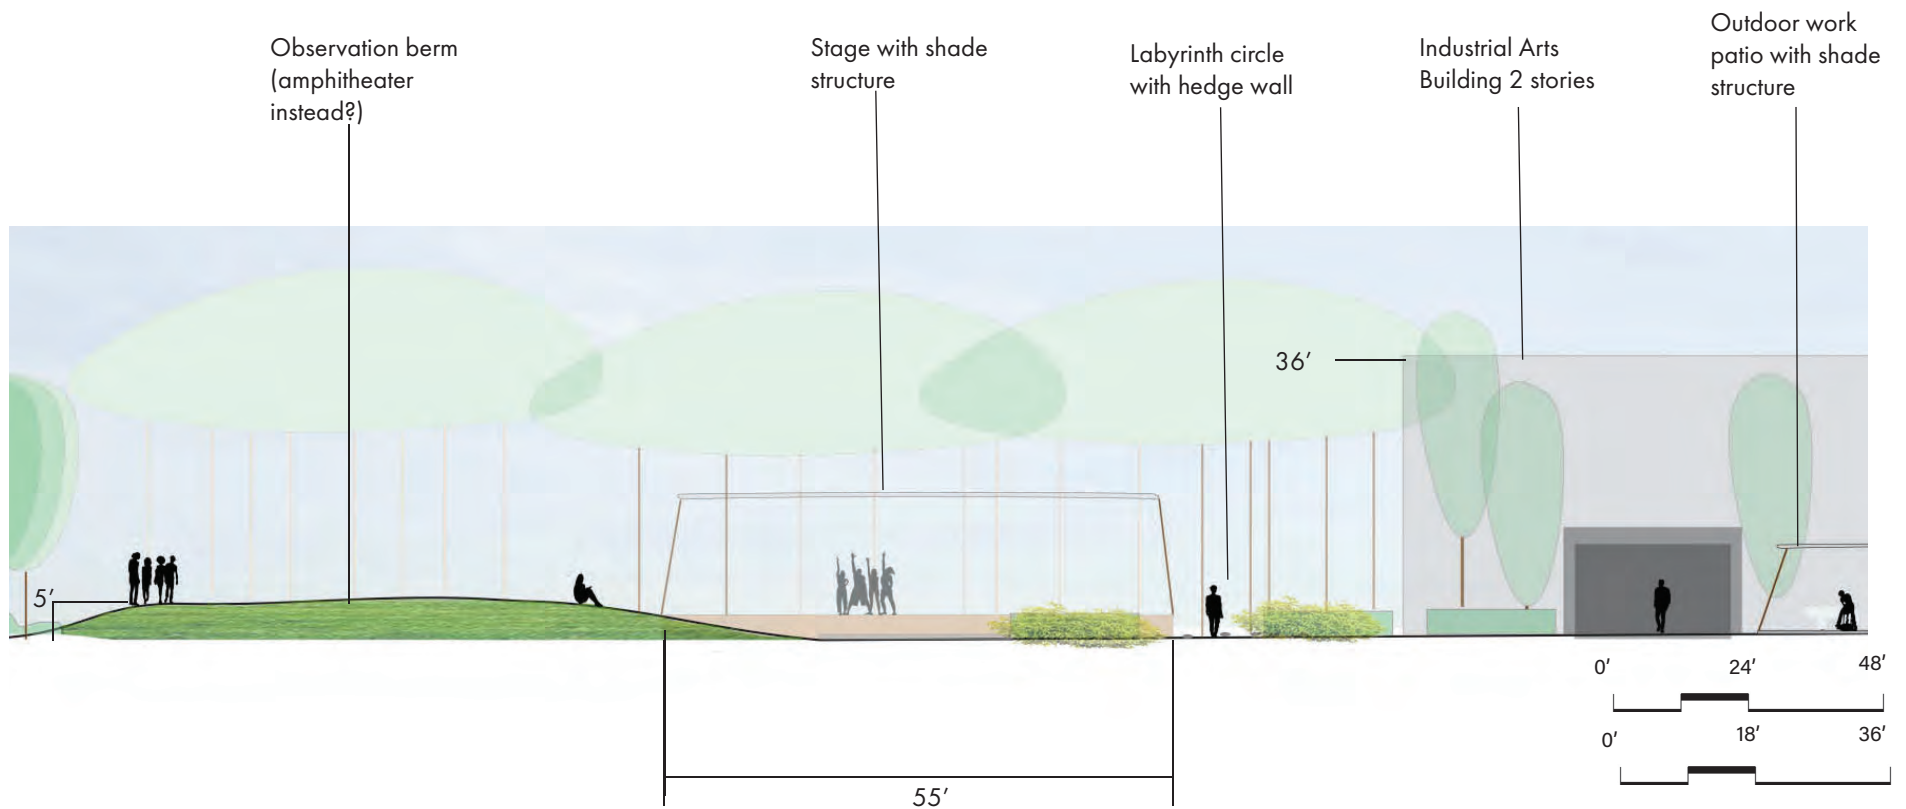 Observation berm
(amphitheater
instead?)
Stage with shade
structure
Labyrinth circle
with hedge wall
Industrial Arts
Building 2 stories
Outdoor work
patio with shade
structure
36’
5’
0’ 24’ 48’
0’ 18’ 36’
55’